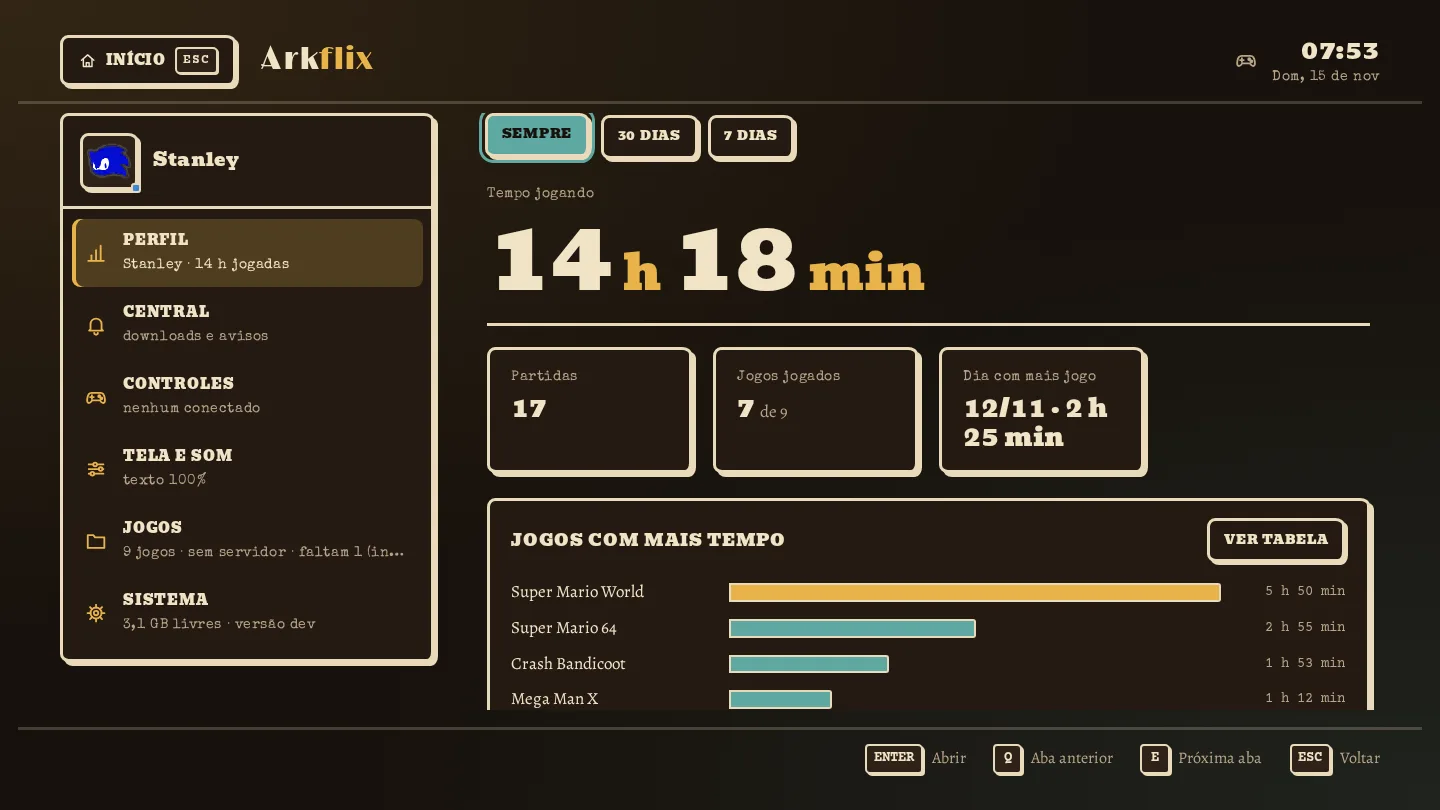 INÍCIO ESC
Arkflix
07:53
Dom, 15 de nov
Stanley
PERFIL
Stanley · 14 h jogadas
CENTRAL
downloads e avisos
CONTROLES
nenhum conectado
TELA E SOM
texto 100%
JOGOS
9 jogos · sem servidor · faltam 1 (in...
SISTEMA
3,1 GB livres · versão dev
SEMPRE 30 DIAS 7 DIAS
Tempo jogando
14 h 18 min
Partidas
17
Jogos jogados
7 de 9
Dia com mais jogo
12/11 · 2 h
25 min
JOGOS COM MAIS TEMPO VER TABELA
Super Mario World 5 h 50 min
Super Mario 64 2 h 55 min
Crash Bandicoot 1 h 53 min
Mega Man X 1 h 12 min
ENTER Abrir Q Aba anterior E Próxima aba ESC Voltar